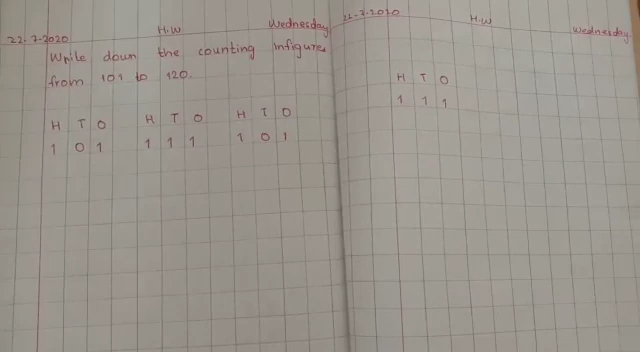 22-7-2020 H.W Wednesday
Write down the counting infigures
from 101 to 120.
H T O H T O H T O
1 0 1 1 1 1 1 0 1
22-7-2020 H.W Wednesday
H T O
1 1 1